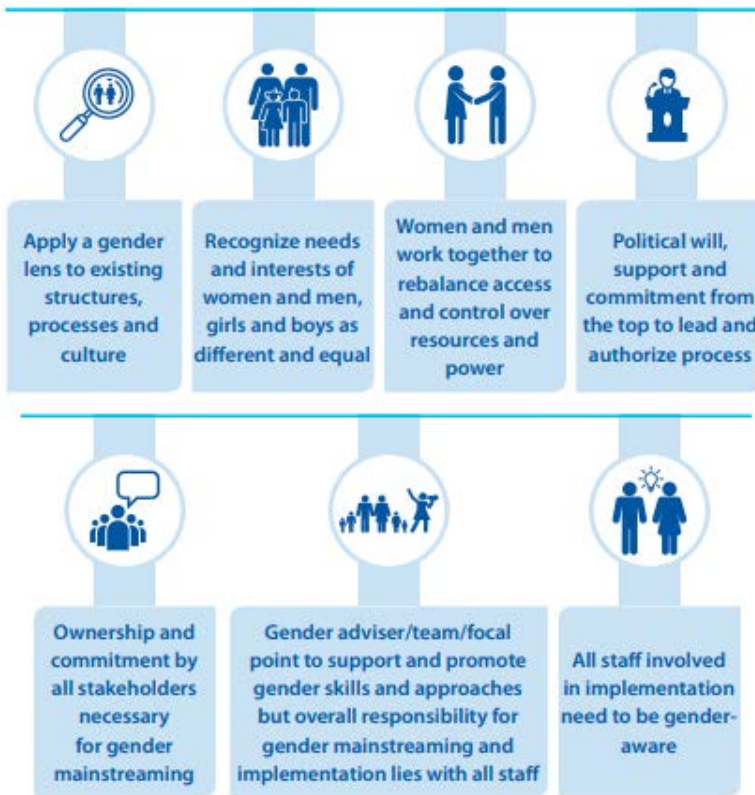 Apply a gender
lens to existing
structures,
processes and
culture
Recognize needs
and interests of
women and men,
girls and boys as
different and equal
Women and men
work together to
rebalance access
and control over
resources and
power
Political will,
support and
commitment from
the top to lead and
authorize process
Ownership and
commitment by
all stakeholders
necessary
for gender
mainstreaming
Gender adviser/team/focal
point to support and promote
gender skills and approaches
but overall responsibility for
gender mainstreaming and
implementation lies with all staff
All staff involved
in implementation
need to be gender-
aware